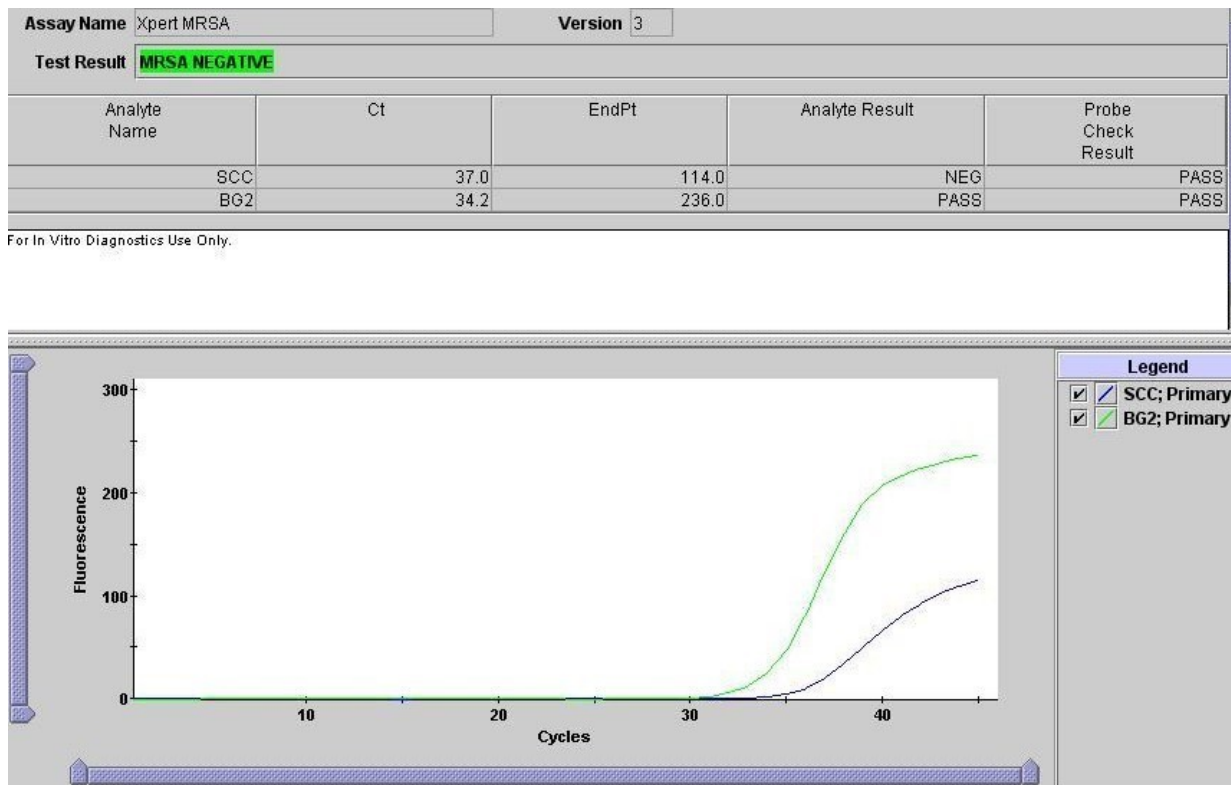 Assay Name Xpert MRSA Version 3
Test Result MRSA NEGATIVE
Analyte Name Ct EndPt Analyte Result Probe Check Result
SCC 37.0 114.0 NEG PASS
BG2 34.2 236.0 PASS PASS
For In Vitro Diagnostics Use Only.
Legend
SCC; Primary
BG2; Primary
300
200
100
0
Fluorescence
10 20 30 40
Cycles